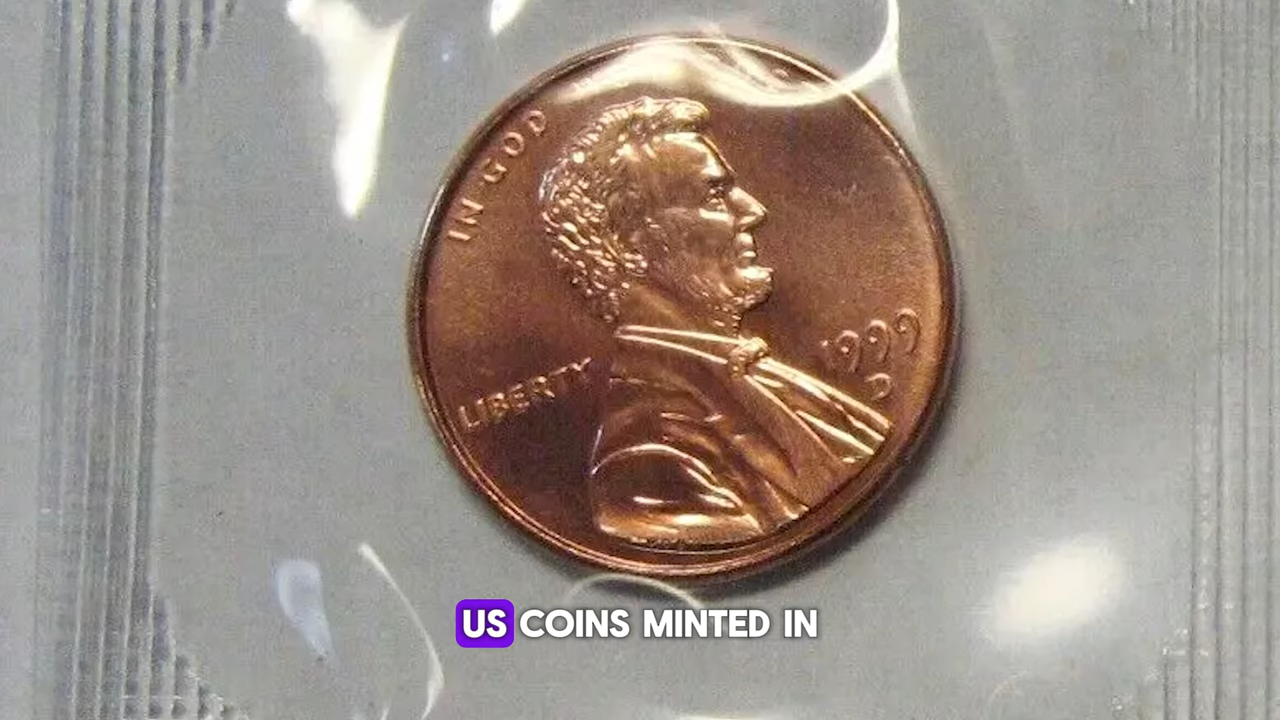 IN GOD
LIBERTY
1999
D
US COINS MINTED IN